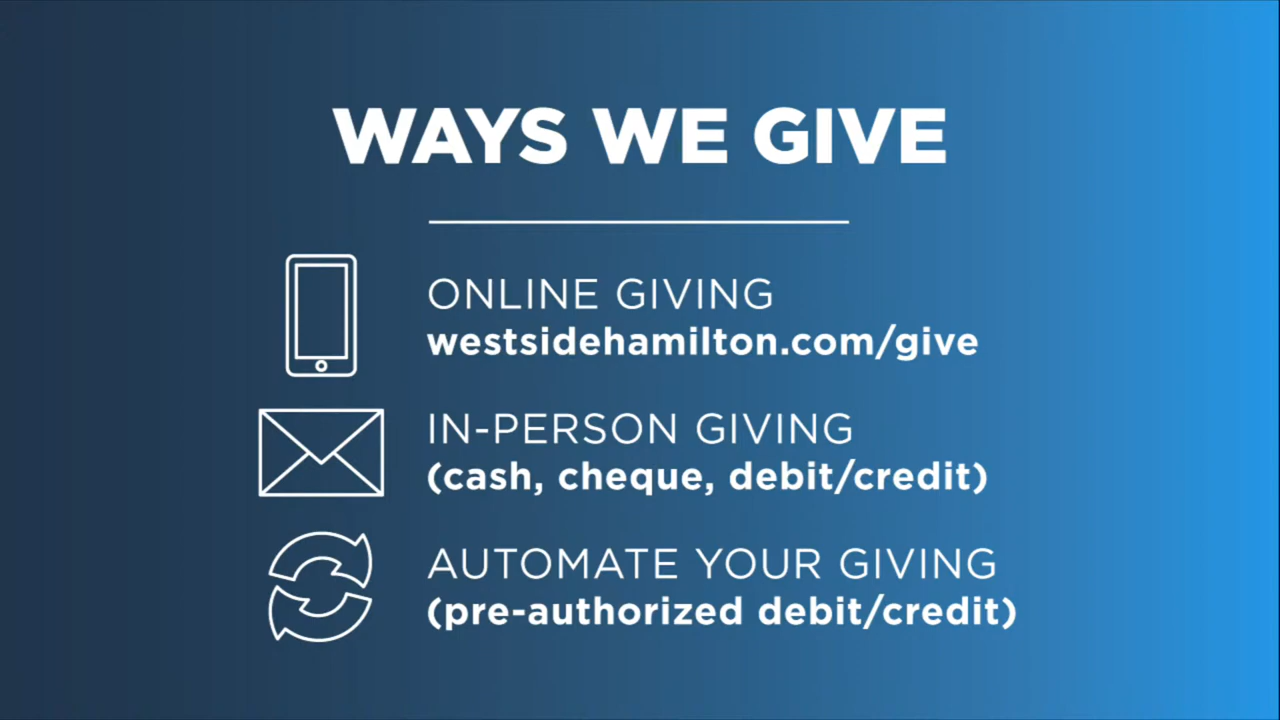 WAYS WE GIVE
ONLINE GIVING
westsidehamilton.com/give
IN-PERSON GIVING
(cash, cheque, debit/credit)
AUTOMATE YOUR GIVING
(pre-authorized debit/credit)